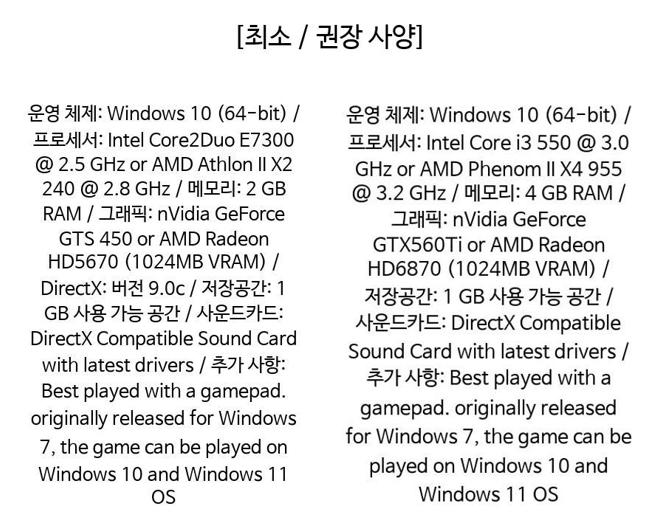 [최소 / 권장 사양]
운영 체제: Windows 10 (64-bit) /
프로세서: Intel Core2Duo E7300
@ 2.5 GHz or AMD Athlon II X2
240 @ 2.8 GHz / 메모리: 2 GB
RAM / 그래픽: nVidia GeForce
GTS 450 or AMD Radeon
HD5670 (1024MB VRAM) /
DirectX: 버전 9.0c / 저장공간: 1
GB 사용 가능 공간 / 사운드카드:
DirectX Compatible Sound Card
with latest drivers / 추가 사항:
Best played with a gamepad.
originally released for Windows
7, the game can be played on
Windows 10 and Windows 11
OS
운영 체제: Windows 10 (64-bit) /
프로세서: Intel Core i3 550 @ 3.0
GHz or AMD Phenom II X4 955
@ 3.2 GHz / 메모리: 4 GB RAM /
그래픽: nVidia GeForce
GTX560Ti or AMD Radeon
HD6870 (1024MB VRAM) /
저장공간: 1 GB 사용 가능 공간 /
사운드카드: DirectX Compatible
Sound Card with latest drivers /
추가 사항: Best played with a
gamepad. originally released
for Windows 7, the game can be
played on Windows 10 and
Windows 11 OS